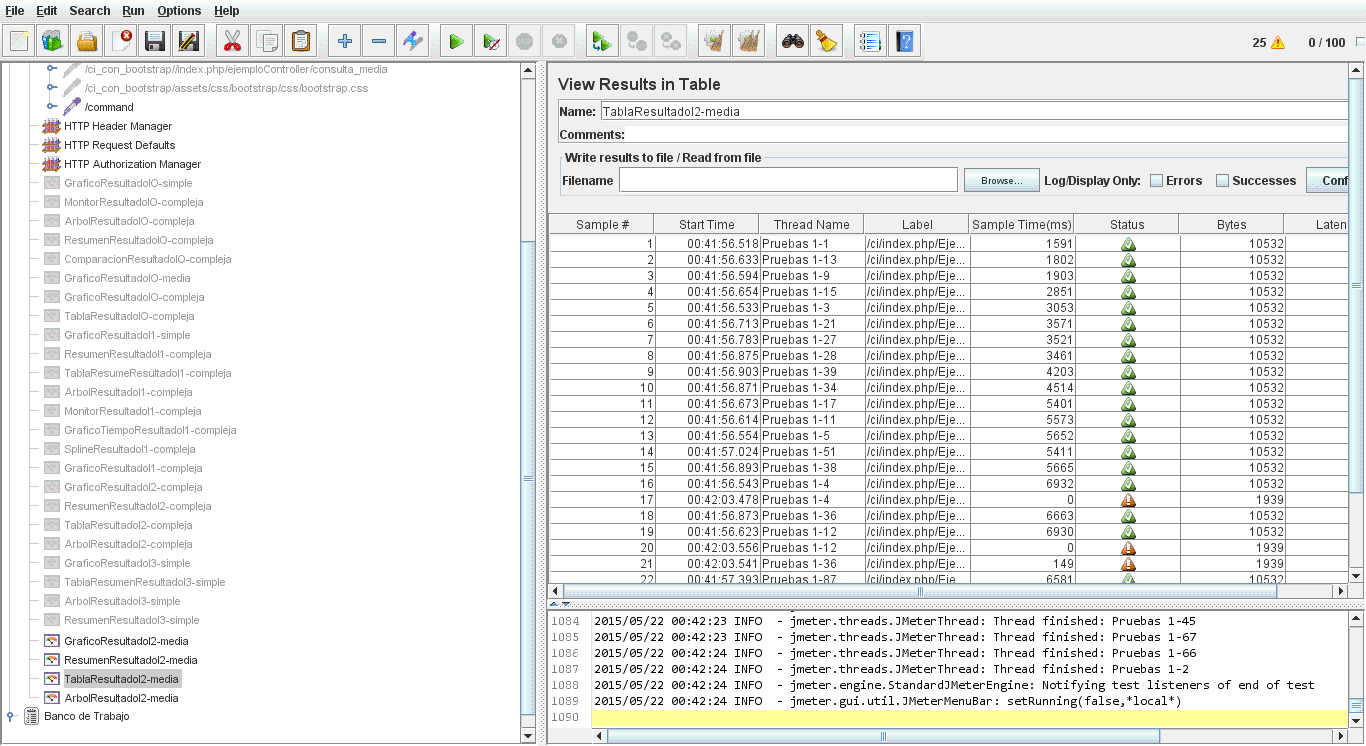 File Edit Search Run Options Help
25 0 / 100
/ci_con_bootstrap//index.php/ejemploController/consulta_media
/ci_con_bootstrap/assets/css/bootstrap/css/bootstrap.css
/command
HTTP Header Manager
HTTP Request Defaults
HTTP Authorization Manager
GraficoResultadoIO-simple
MonitorResultadoIO-compleja
ArbolResultadoIO-compleja
ResumenResultadoIO-compleja
ComparacionResultadoIO-compleja
GraficoResultadoIO-media
GraficoResultadoIO-compleja
TablaResultadoIO-compleja
GraficoResultadoI1-simple
ResumenResultadoI1-compleja
TablaResumeResultadoI1-compleja
ArbolResultadoI1-compleja
MonitorResultadoI1-compleja
GraficoTiempoResultadoI1-compleja
SplineResultadoI1-compleja
GraficoResultadoI1-compleja
GraficoResultadoI2-compleja
ResumenResultadoI2-compleja
TablaResultadoI2-compleja
ArbolResultadoI2-compleja
GraficoResultadoI3-simple
TablaResumenResultadoI3-simple
ArbolResultadoI3-simple
ResumenResultadoI3-simple
GraficoResultadoI2-media
ResumenResultadoI2-media
TablaResultadoI2-media
ArbolResultadoI2-media
Banco de Trabajo
View Results in Table
Name: TablaResultadoI2-media
Comments:
Write results to file / Read from file
Filename Browse... Log/Display Only: Errors Successes Conf
Sample # Start Time Thread Name Label Sample Time(ms) Status Bytes Laten
1 00:41:56.518 Pruebas 1-1 /ci/index.php/Eje... 1591 10532
2 00:41:56.633 Pruebas 1-13 /ci/index.php/Eje... 1802 10532
3 00:41:56.594 Pruebas 1-9 /ci/index.php/Eje... 1903 10532
4 00:41:56.654 Pruebas 1-15 /ci/index.php/Eje... 2851 10532
5 00:41:56.533 Pruebas 1-3 /ci/index.php/Eje... 3053 10532
6 00:41:56.713 Pruebas 1-21 /ci/index.php/Eje... 3571 10532
7 00:41:56.783 Pruebas 1-27 /ci/index.php/Eje... 3521 10532
8 00:41:56.875 Pruebas 1-28 /ci/index.php/Eje... 3461 10532
9 00:41:56.903 Pruebas 1-39 /ci/index.php/Eje... 4203 10532
10 00:41:56.871 Pruebas 1-34 /ci/index.php/Eje... 4514 10532
11 00:41:56.673 Pruebas 1-17 /ci/index.php/Eje... 5401 10532
12 00:41:56.614 Pruebas 1-11 /ci/index.php/Eje... 5573 10532
13 00:41:56.554 Pruebas 1-5 /ci/index.php/Eje... 5652 10532
14 00:41:57.024 Pruebas 1-51 /ci/index.php/Eje... 5411 10532
15 00:41:56.893 Pruebas 1-38 /ci/index.php/Eje... 5665 10532
16 00:41:56.543 Pruebas 1-4 /ci/index.php/Eje... 6932 10532
17 00:42:03.478 Pruebas 1-4 /ci/index.php/Eje... 0 1939
18 00:41:56.873 Pruebas 1-36 /ci/index.php/Eje... 6663 10532
19 00:41:56.623 Pruebas 1-12 /ci/index.php/Eje... 6930 10532
20 00:42:03.556 Pruebas 1-12 /ci/index.php/Eje... 0 1939
21 00:42:03.541 Pruebas 1-36 /ci/index.php/Eje... 149 1939
22 00:41:57.393 Pruebas 1-87 /ci/index.php/Eje 6581 10532
1084 2015/05/22 00:42:23 INFO - jmeter.threads.JMeterThread: Thread finished: Pruebas 1-45
1085 2015/05/22 00:42:23 INFO - jmeter.threads.JMeterThread: Thread finished: Pruebas 1-67
1086 2015/05/22 00:42:24 INFO - jmeter.threads.JMeterThread: Thread finished: Pruebas 1-66
1087 2015/05/22 00:42:24 INFO - jmeter.threads.JMeterThread: Thread finished: Pruebas 1-2
1088 2015/05/22 00:42:24 INFO - jmeter.engine.StandardJMeterEngine: Notifying test listeners of end of test
1089 2015/05/22 00:42:24 INFO - jmeter.gui.util.JMeterMenuBar: setRunning(false,*local*)
1090